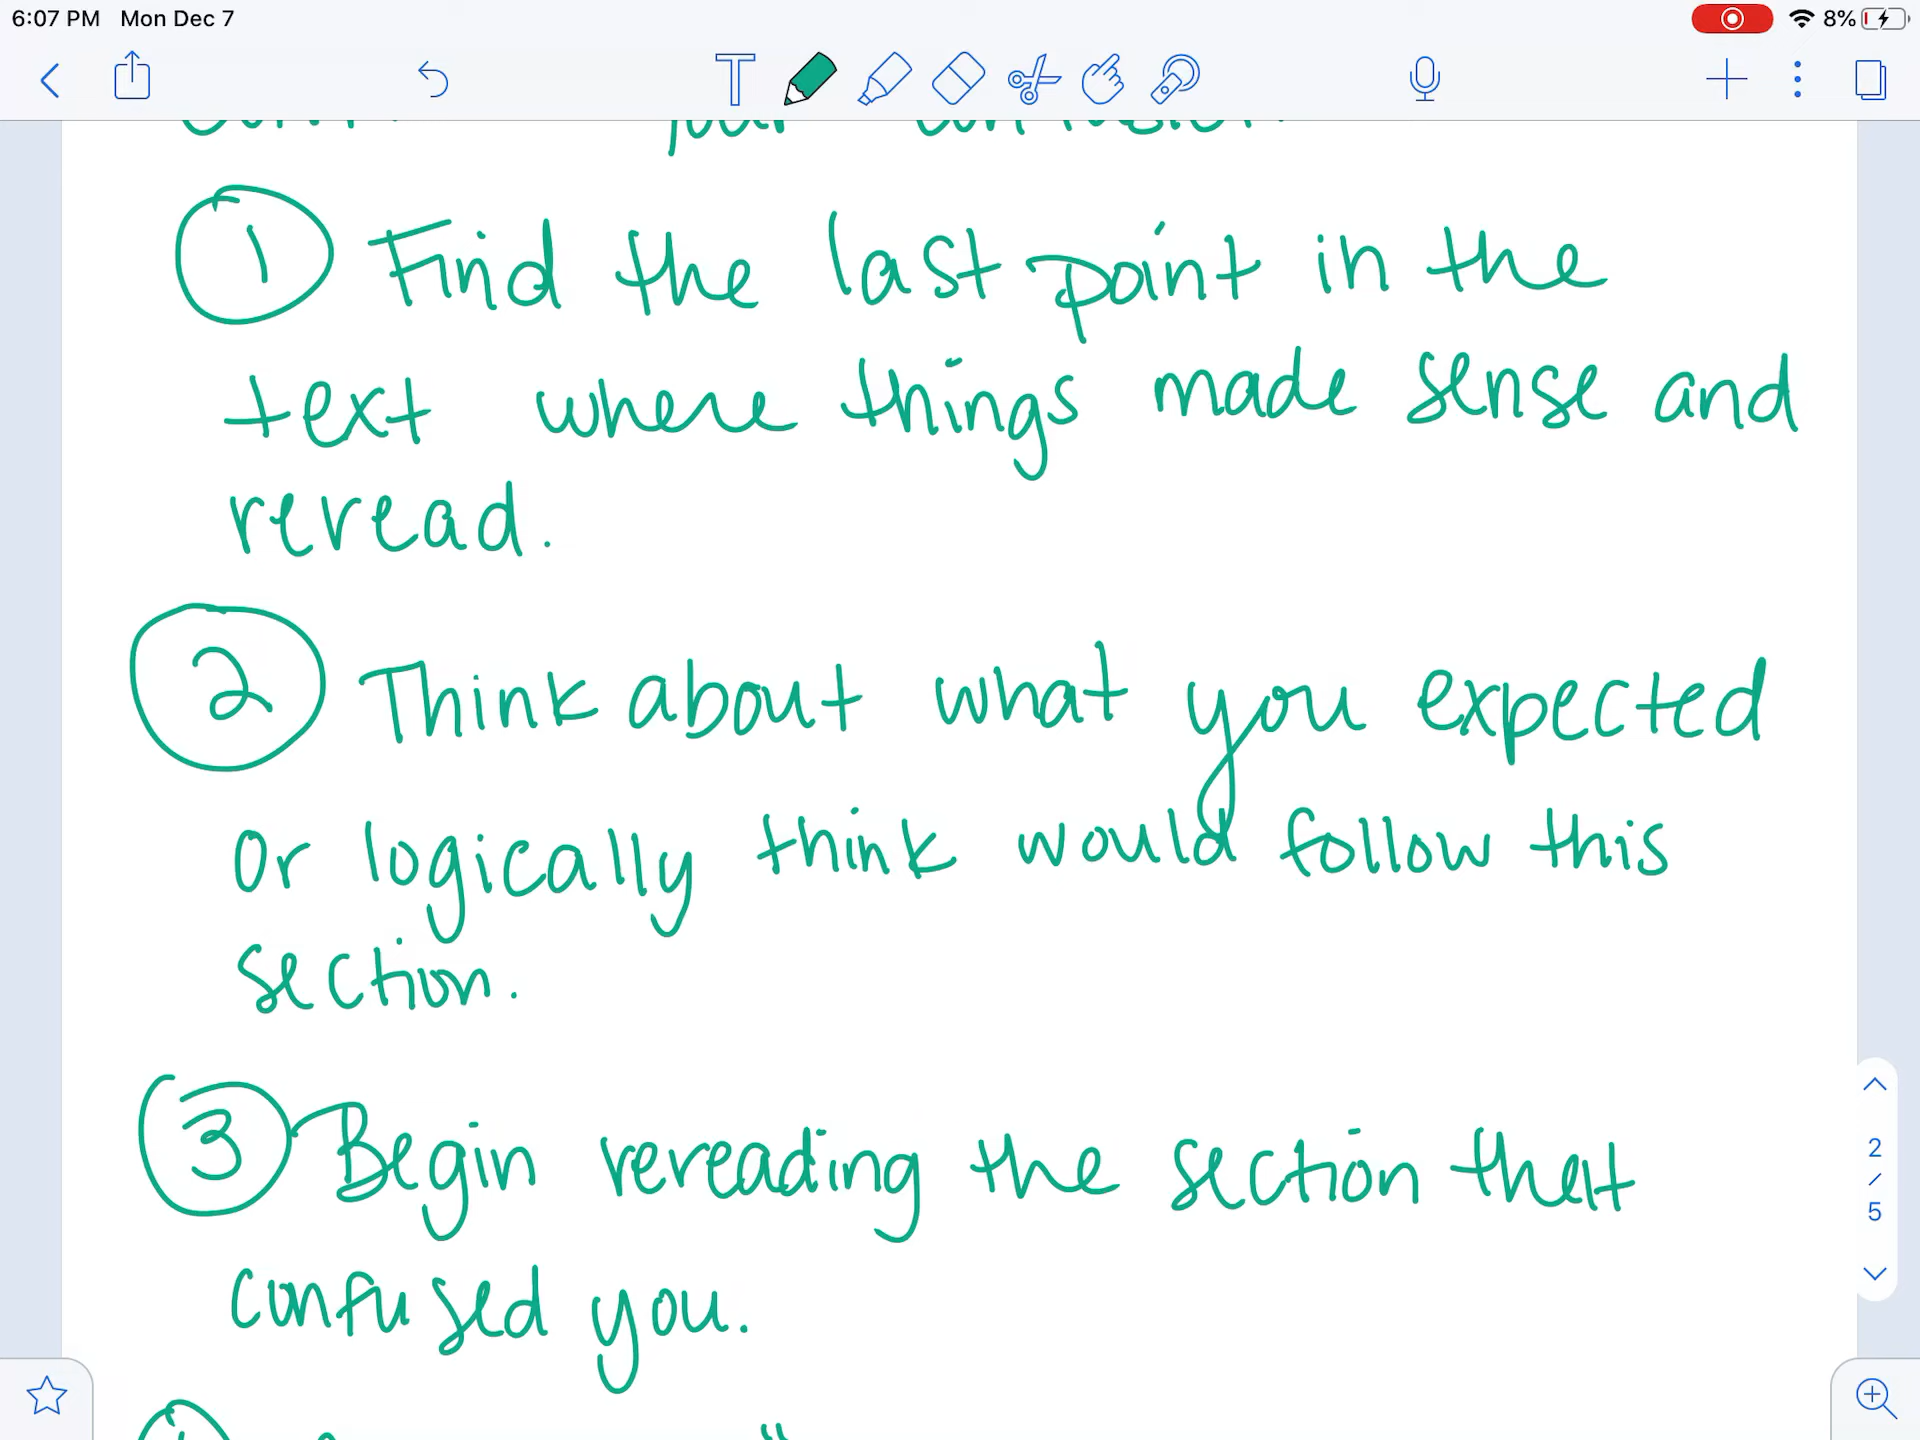 6:07 PM Mon Dec 7
8%
T
your confusion
1 Find the last point in the
text where things made sense and
reread.
2 Think about what you expected
or logically think would follow this
section.
3 Begin rereading the section that
confused you.
2
/
5